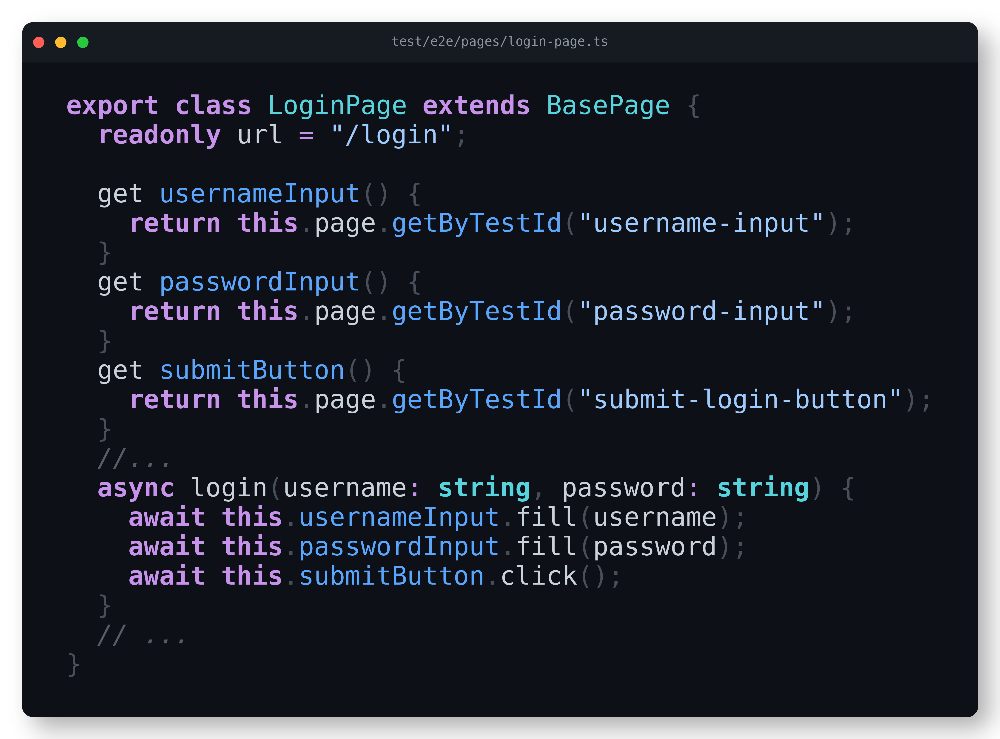 test/e2e/pages/login-page.ts
export class LoginPage extends BasePage {
  readonly url = "/login";

  get usernameInput() {
    return this.page.getByTestId("username-input");
  }
  get passwordInput() {
    return this.page.getByTestId("password-input");
  }
  get submitButton() {
    return this.page.getByTestId("submit-login-button");
  }
  //...
  async login(username: string, password: string) {
    await this.usernameInput.fill(username);
    await this.passwordInput.fill(password);
    await this.submitButton.click();
  }
  // ...
}